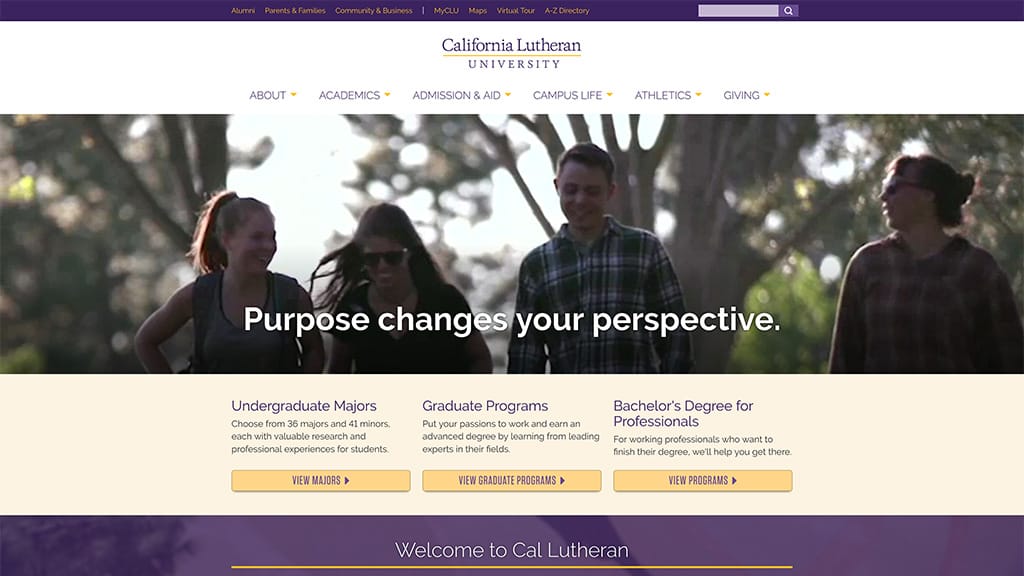 Alumni Parents & Families Community & Business | MyCLU Maps Virtual Tour A-Z Directory
California Lutheran
UNIVERSITY
ABOUT ACADEMICS ADMISSION & AID CAMPUS LIFE ATHLETICS GIVING
Purpose changes your perspective.
Undergraduate Majors
Choose from 36 majors and 41 minors,
each with valuable research and
professional experiences for students.
VIEW MAJORS
Graduate Programs
Put your passions to work and earn an
advanced degree by learning from leading
experts in their fields.
VIEW GRADUATE PROGRAMS
Bachelor's Degree for
Professionals
For working professionals who want to
finish their degree, we'll help you get there.
VIEW PROGRAMS
Welcome to Cal Lutheran